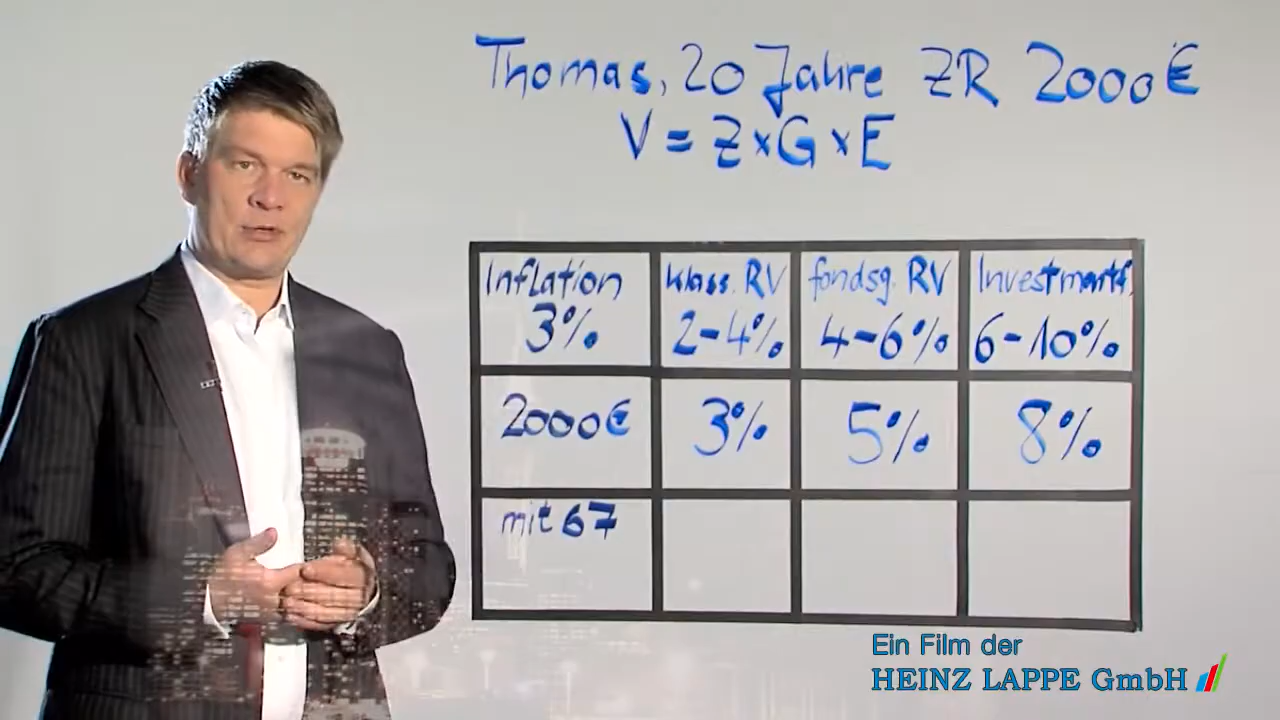 Thomas, 20 Jahre ZR 2000 €
V = Z × G × E
Inflation 3%
klass. RV 2-4%
fondsg. RV 4-6%
Investmentf. 6-10%
2000€ 3% 5% 8%
mit 67
Ein Film der
HEINZ LAPPE GmbH